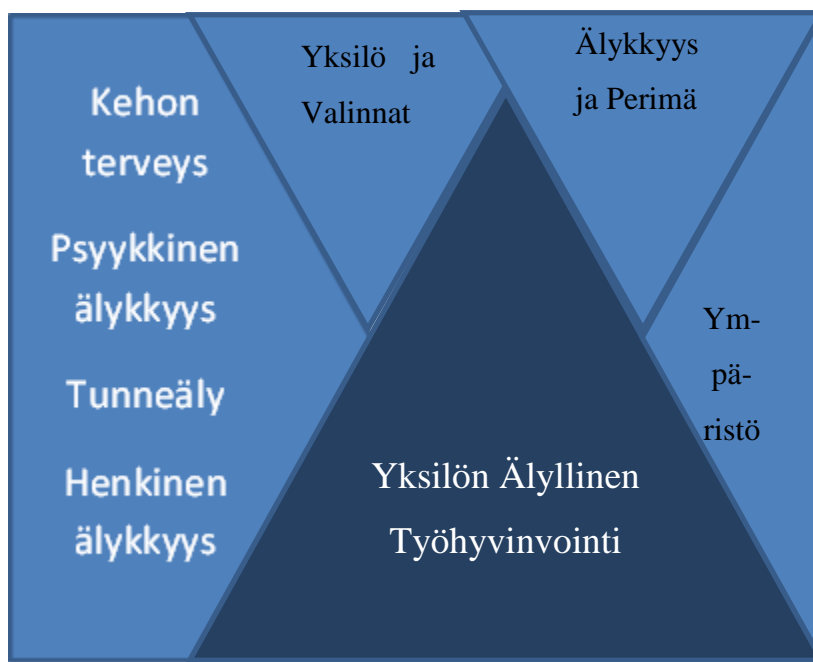 Kehon
terveys
Psyykkinen
älykkyys
Tunneäly
Henkinen
älykkyys
Yksilö ja
Valinnat
Älykkyys
ja Perimä
Ym-
pä-
ristö
Yksilön Älyllinen
Työhyvinvointi